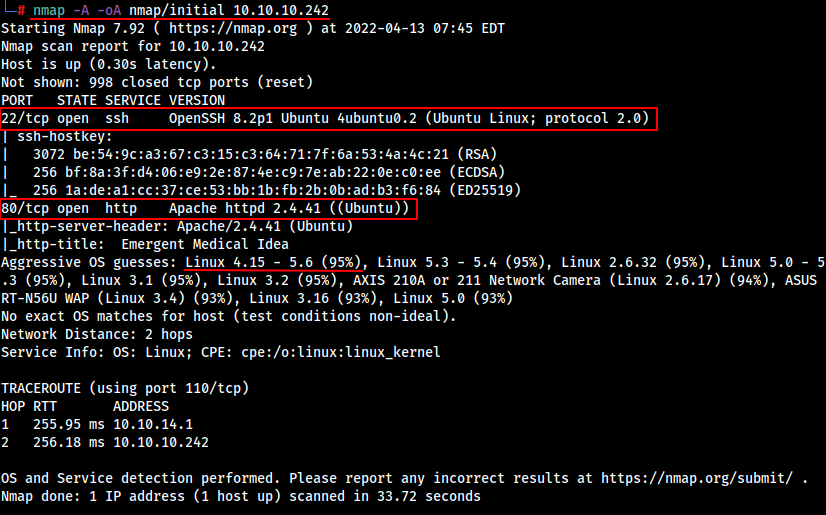 └─# nmap -A -oA nmap/initial 10.10.10.242
Starting Nmap 7.92 ( https://nmap.org ) at 2022-04-13 07:45 EDT
Nmap scan report for 10.10.10.242
Host is up (0.30s latency).
Not shown: 998 closed tcp ports (reset)
PORT   STATE SERVICE VERSION
22/tcp open  ssh     OpenSSH 8.2p1 Ubuntu 4ubuntu0.2 (Ubuntu Linux; protocol 2.0)
| ssh-hostkey:
|   3072 be:54:9c:a3:67:c3:15:c3:64:71:7f:6a:53:4a:4c:21 (RSA)
|   256 bf:8a:3f:d4:06:e9:2e:87:4e:c9:7e:ab:22:0e:c0:ee (ECDSA)
|_  256 1a:de:a1:cc:37:ce:53:bb:1b:fb:2b:0b:ad:b3:f6:84 (ED25519)
80/tcp open  http    Apache httpd 2.4.41 ((Ubuntu))
|_http-server-header: Apache/2.4.41 (Ubuntu)
|_http-title:  Emergent Medical Idea
Aggressive OS guesses: Linux 4.15 - 5.6 (95%), Linux 5.3 - 5.4 (95%), Linux 2.6.32 (95%), Linux 5.0 - 5
.3 (95%), Linux 3.1 (95%), Linux 3.2 (95%), AXIS 210A or 211 Network Camera (Linux 2.6.17) (94%), ASUS
RT-N56U WAP (Linux 3.4) (93%), Linux 3.16 (93%), Linux 5.0 (93%)
No exact OS matches for host (test conditions non-ideal).
Network Distance: 2 hops
Service Info: OS: Linux; CPE: cpe:/o:linux:linux_kernel
TRACEROUTE (using port 110/tcp)
HOP RTT       ADDRESS
1   255.95 ms 10.10.14.1
2   256.18 ms 10.10.10.242
OS and Service detection performed. Please report any incorrect results at https://nmap.org/submit/ .
Nmap done: 1 IP address (1 host up) scanned in 33.72 seconds